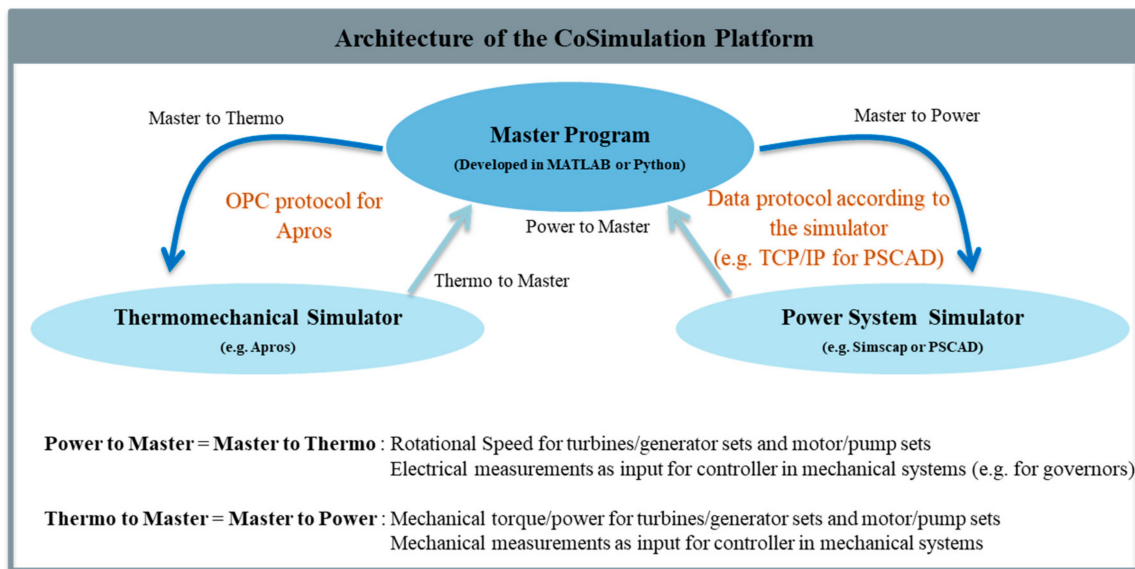 Architecture of the CoSimulation Platform
Master to Thermo
Master to Power
Master Program
(Developed in MATLAB or Python)
OPC protocol for
Apros
Data protocol according to
the simulator
(e.g. TCP/IP for PSCAD)
Power to Master
Thermo to Master
Thermomechanical Simulator
(e.g. Apros)
Power System Simulator
(e.g. Simscap or PSCAD)
Power to Master = Master to Thermo : Rotational Speed for turbines/generator sets and motor/pump sets
Electrical measurements as input for controller in mechanical systems (e.g. for governors)
Thermo to Master = Master to Power : Mechanical torque/power for turbines/generator sets and motor/pump sets
Mechanical measurements as input for controller in mechanical systems